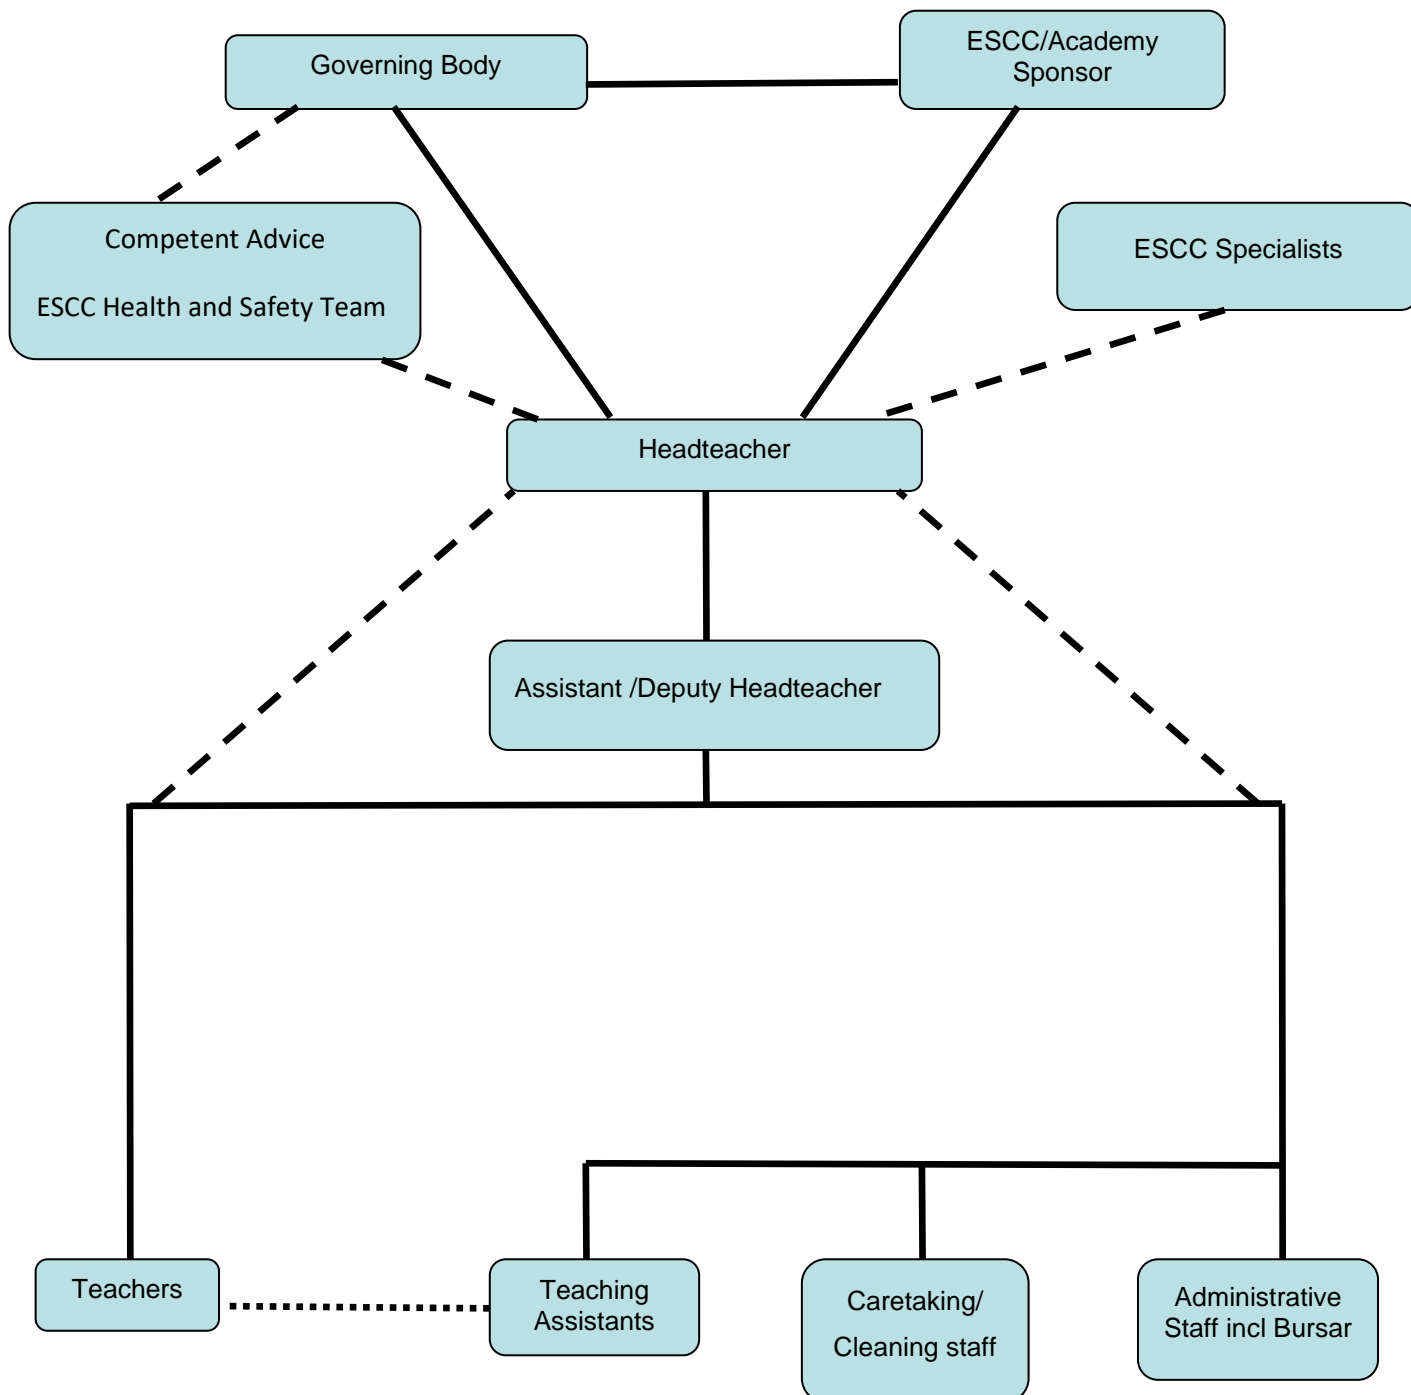 Governing Body
ESCC/Academy
Sponsor
Competent Advice
ESCC Health and Safety Team
ESCC Specialists
Headteacher
Assistant /Deputy Headteacher
Teachers
Teaching
Assistants
Caretaking/
Cleaning staff
Administrative
Staff incl Bursar